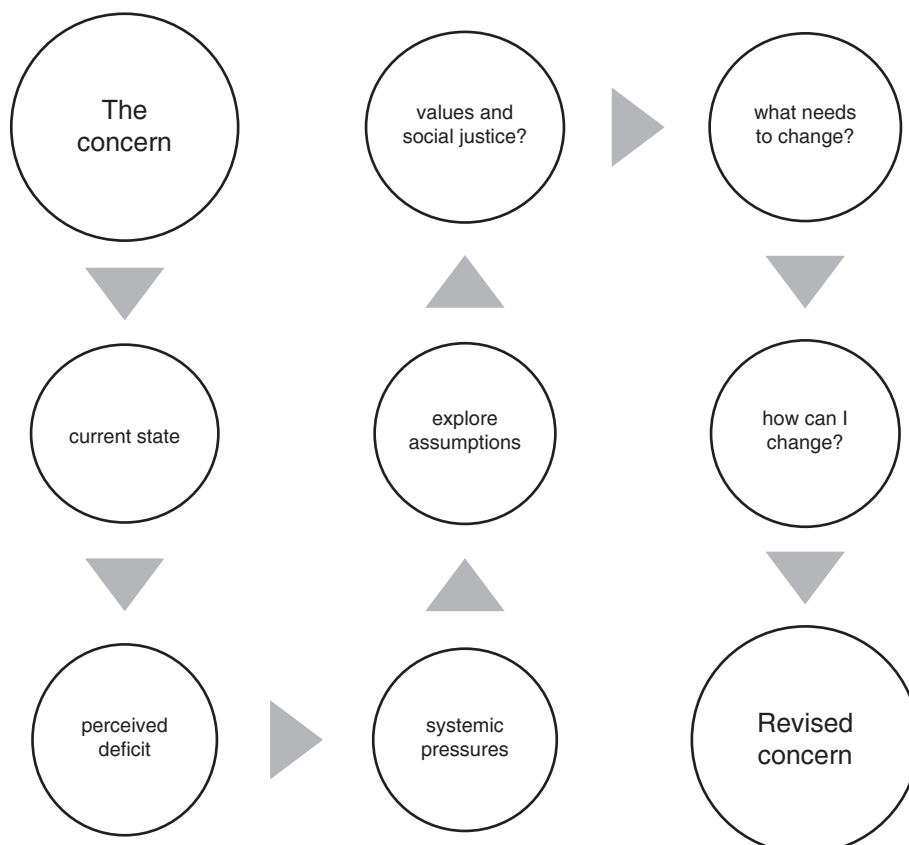 The
concern
current state
perceived
deficit
systemic
pressures
explore
assumptions
values and
social justice?
what needs
to change?
how can I
change?
Revised
concern